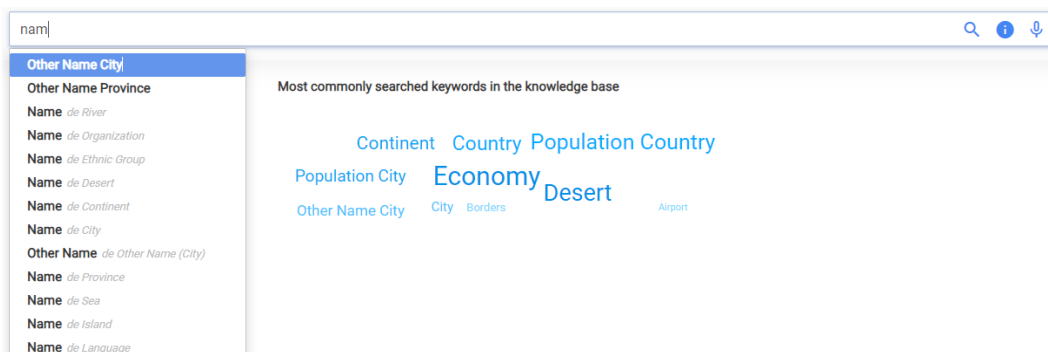 nam
Other Name City
Other Name Province
Name de River
Name de Organization
Name de Ethnic Group
Name de Desert
Name de Continent
Name de City
Other Name de Other Name (City)
Name de Province
Name de Sea
Name de Island
Name de Language
Most commonly searched keywords in the knowledge base
Continent Country Population Country
Population City Economy Desert
Other Name City City Borders Airport